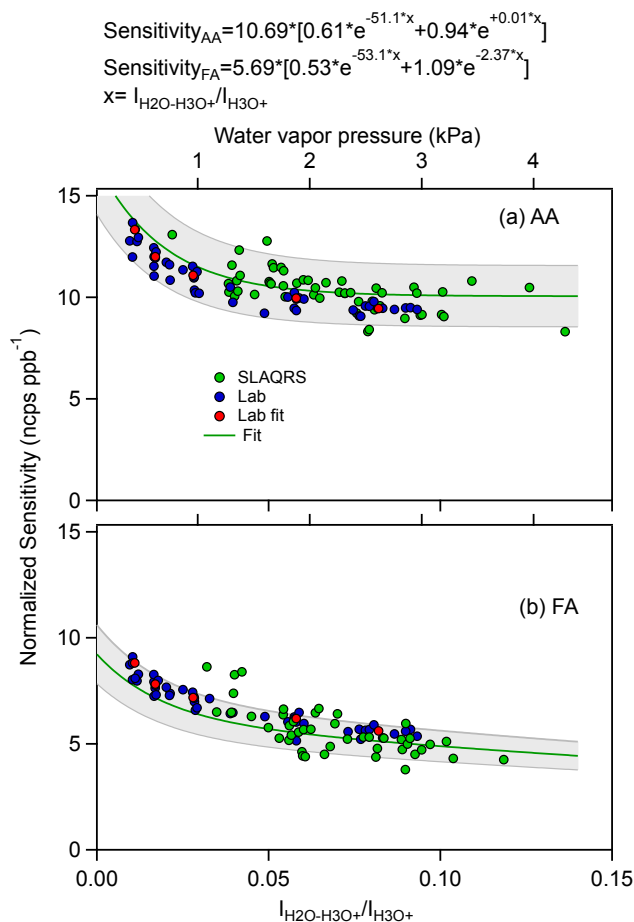 Sensitivity_AA=10.69*[0.61*e^-51.1*x+0.94*e^+0.01*x]
Sensitivity_FA=5.69*[0.53*e^-53.1*x+1.09*e^-2.37*x]
x= I_H2O-H3O+/I_H3O+
Water vapor pressure (kPa)
1 2 3 4
15
(a) AA
10
SLAQRS
Lab
Lab fit
Fit
5
0
Normalized Sensitivity (ncps ppb^-1)
15
(b) FA
10
5
0
0.00 0.05 0.10 0.15
I_H2O-H3O+/I_H3O+